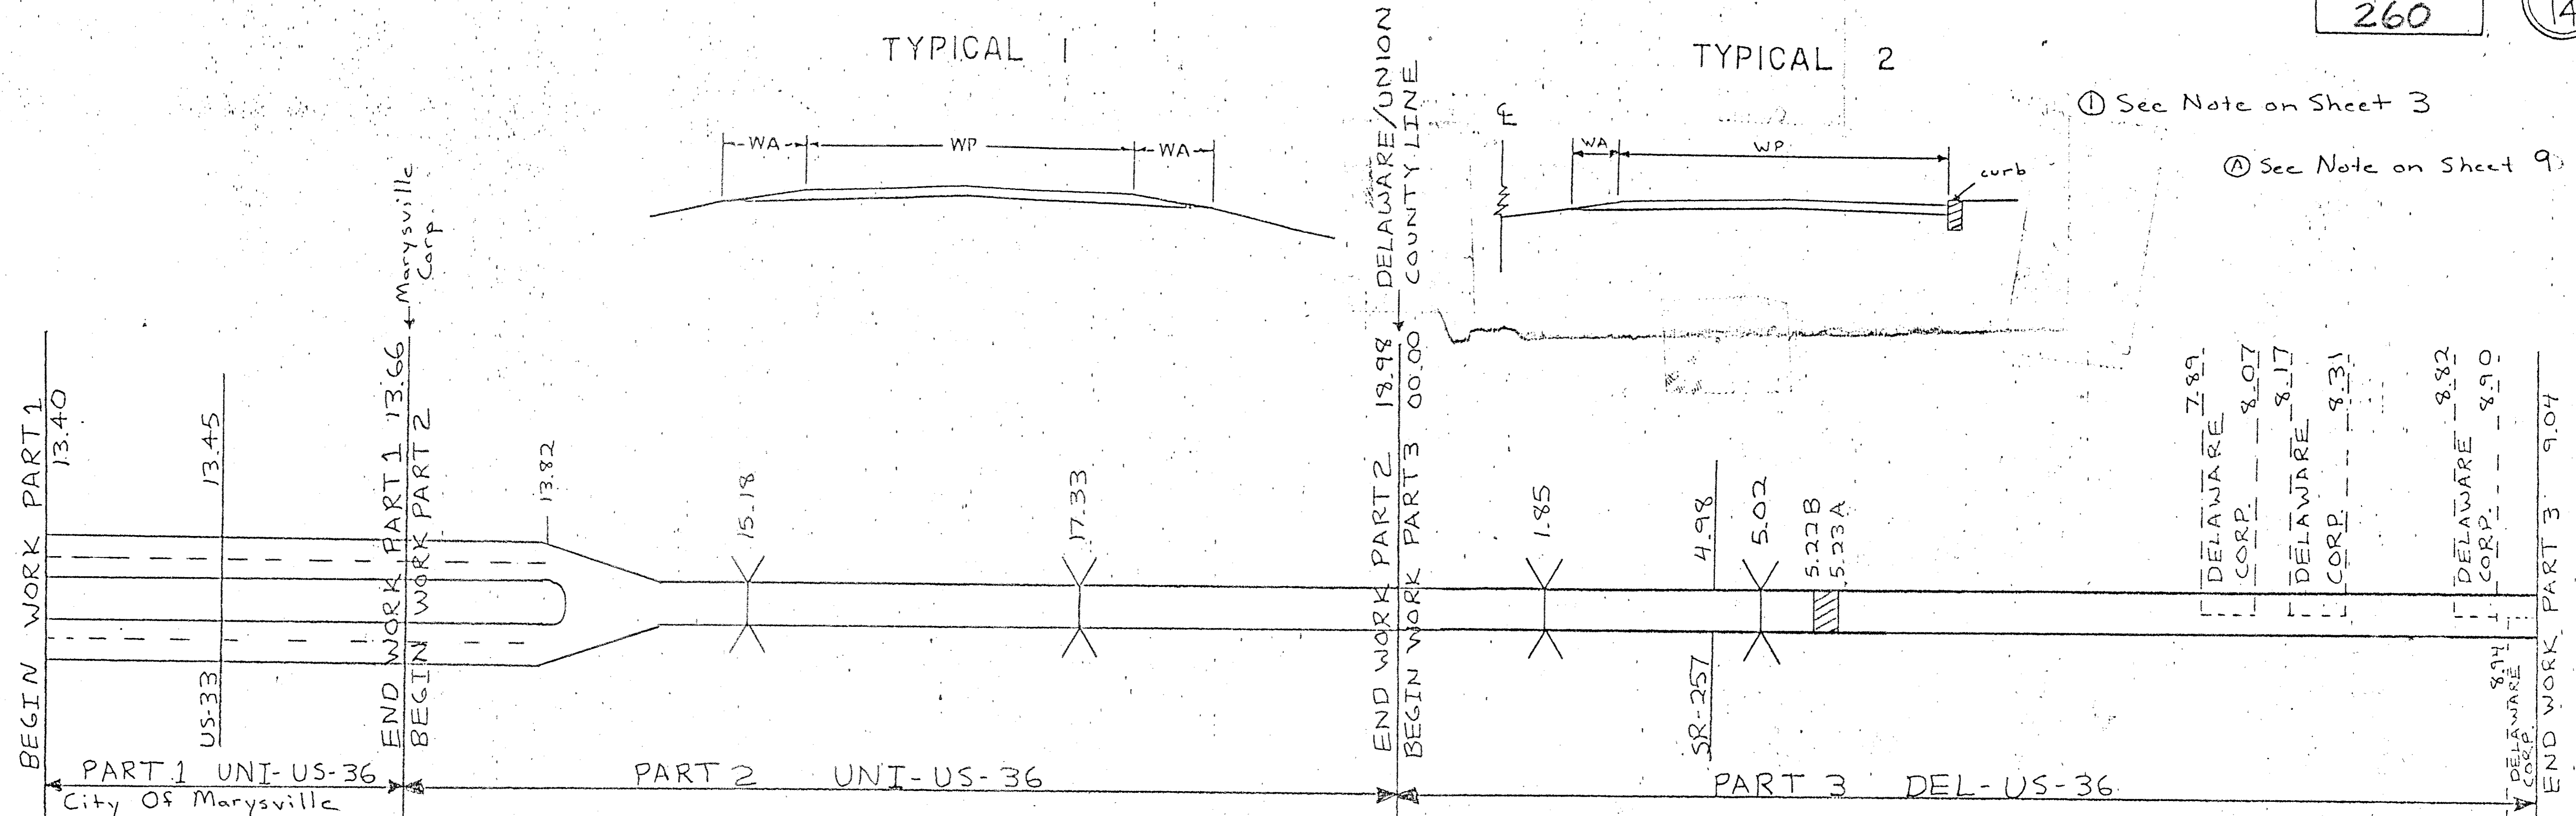 260
14
TYPICAL 1
TYPICAL 2
① See Note on Sheet 3
Ⓐ See Note on Sheet 9
WA
WP
WA
℄
WA
WP
curb
Marysville
Corp.
DELAWARE/UNION
COUNTY LINE
BEGIN WORK PART 1
13.40
13.45
US-33
END WORK PART 1 13.66
BEGIN WORK PART 2
13.82
15.18
17.33
END WORK PART 2 18.98
BEGIN WORK PART 3 00.00
1.85
4.98
SR-257
5.02
5.22B
5.23A
7.89
DELAWARE
CORP.
8.07
8.17
DELAWARE
CORP.
8.31
8.82
DELAWARE
CORP.
8.90
8.94
DELAWARE
CORP.
END WORK PART 3 9.04
PART 1 UNI-US-36
City Of Marysville
PART 2 UNI-US-36
PART 3 DEL-US-36